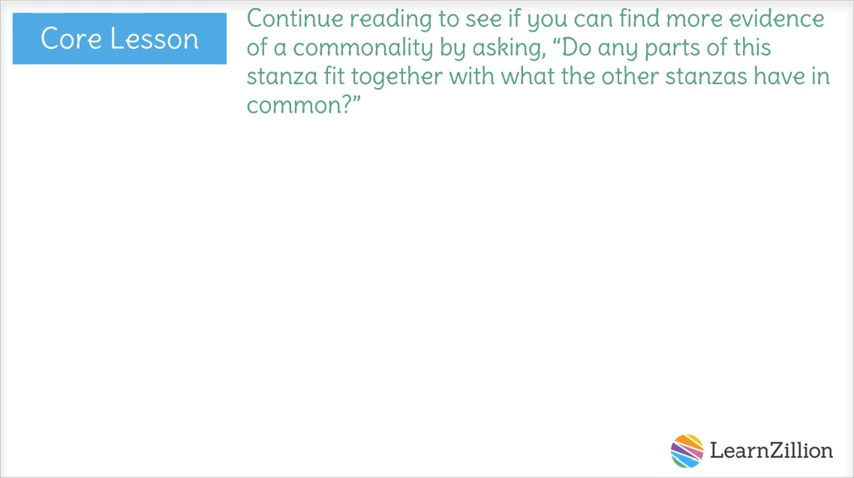 Core Lesson
Continue reading to see if you can find more evidence
of a commonality by asking, “Do any parts of this
stanza fit together with what the other stanzas have in
common?”
LearnZillion